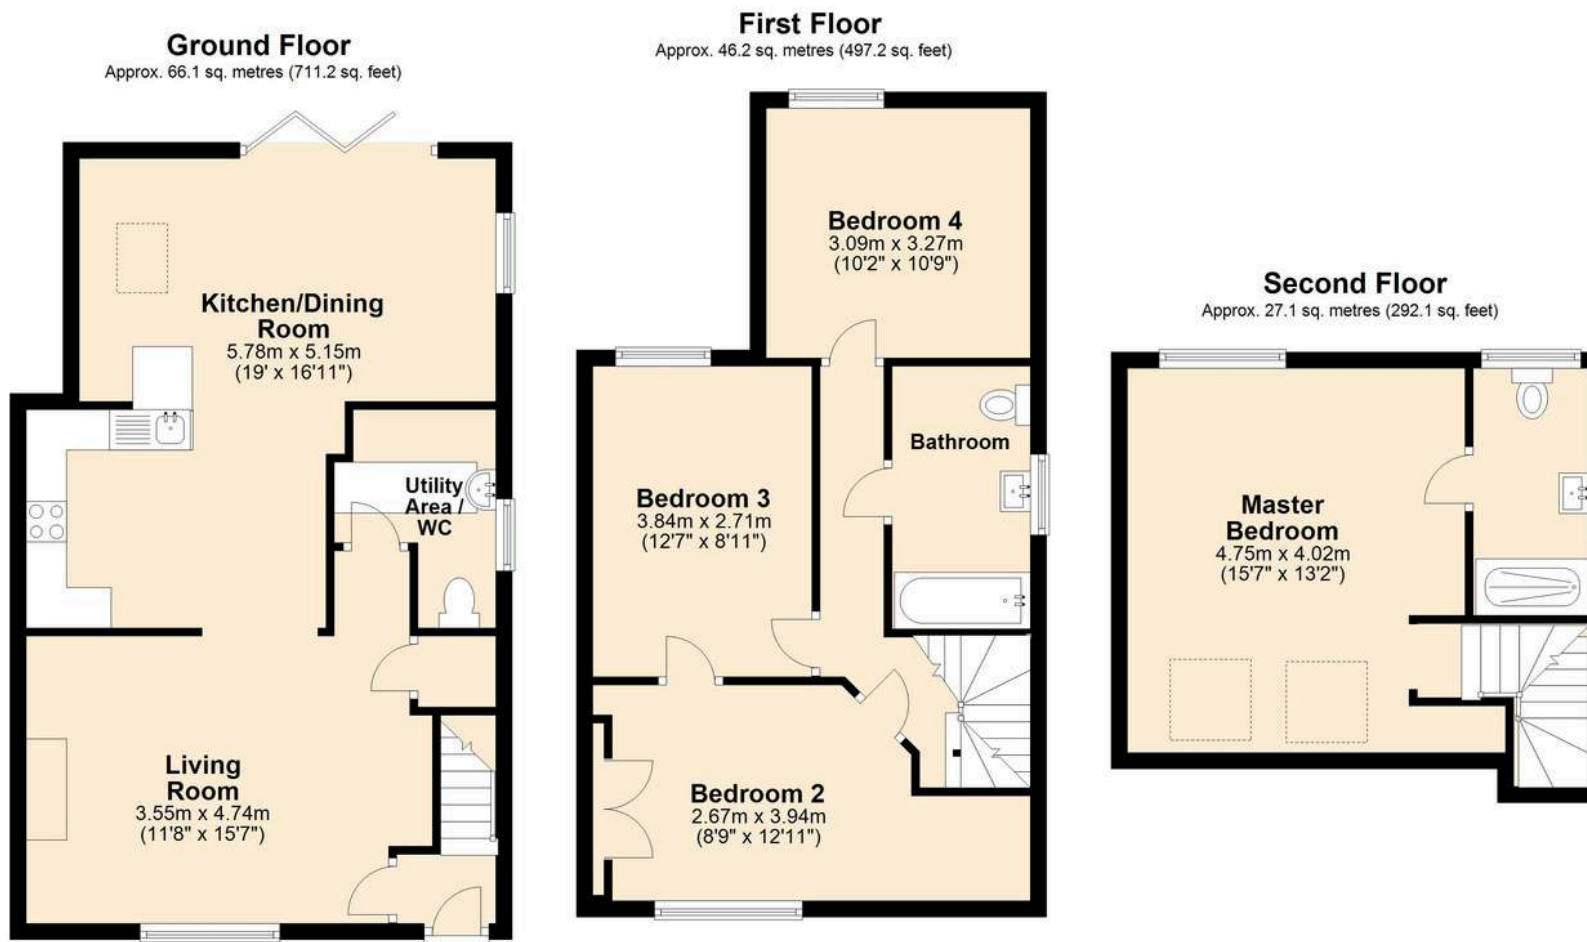 Ground Floor
Approx. 66.1 sq. metres (711.2 sq. feet)
Kitchen/Dining
Room
5.78m x 5.15m
(19' x 16'11")
Utility
Area /
WC
Living
Room
3.55m x 4.74m
(11'8" x 15'7")
First Floor
Approx. 46.2 sq. metres (497.2 sq. feet)
Bedroom 4
3.09m x 3.27m
(10'2" x 10'9")
Bathroom
Bedroom 3
3.84m x 2.71m
(12'7" x 8'11")
Bedroom 2
2.67m x 3.94m
(8'9" x 12'11")
Second Floor
Approx. 27.1 sq. metres (292.1 sq. feet)
Master
Bedroom
4.75m x 4.02m
(15'7" x 13'2")